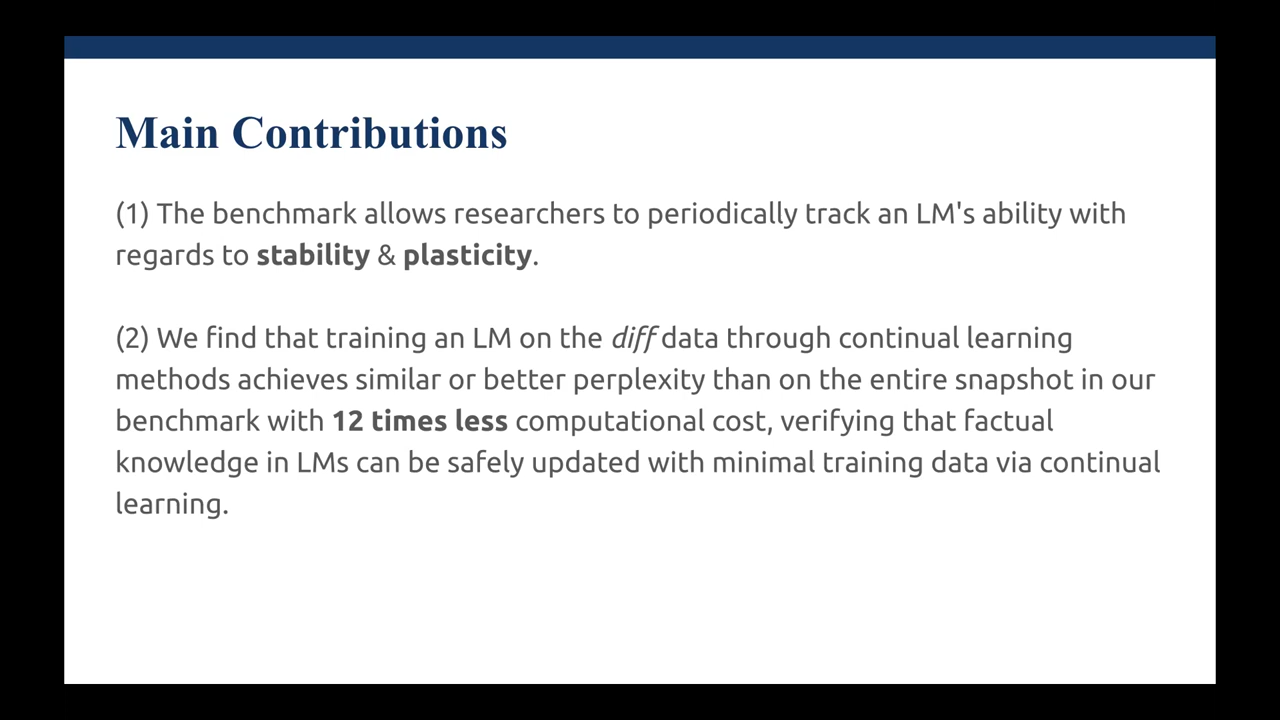 Main Contributions
(1) The benchmark allows researchers to periodically track an LM's ability with
regards to stability & plasticity.
(2) We find that training an LM on the diff data through continual learning
methods achieves similar or better perplexity than on the entire snapshot in our
benchmark with 12 times less computational cost, verifying that factual
knowledge in LMs can be safely updated with minimal training data via continual
learning.